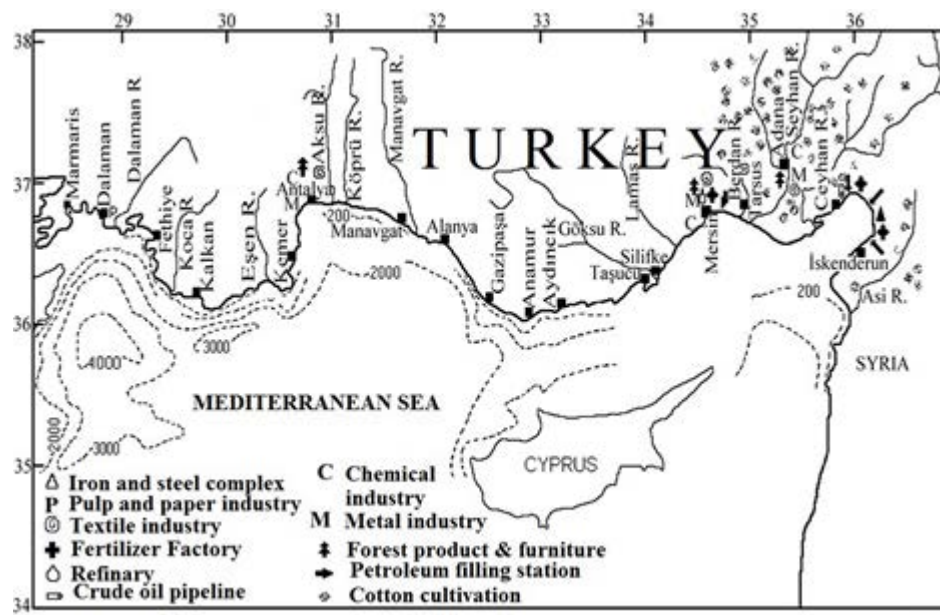 29 30 31 32 33 34 35 36
38
37
36
35
34
Marmaris
Dalaman
Dalaman R.
Fethiye
Koca R
Kalkan
Eşen R.
Kemer
C
Antalya
M
Aksu R.
Köprü R.
Manavgat R.
Manavgat
Alanya
TURKEY
Gazipaşa
Anamur
Aydıncık
Göksu R.
Lamas R.
Silifke
Taşucu
M
C
Mersin
Berdan R.
Tarsus
C
M
Adana
Seyhan R.
Ceyhan R.
İskenderun
Asi R.
SYRIA
200
2000
3000
4000
2000
3000
200
MEDITERRANEAN SEA
CYPRUS
Iron and steel complex
P Pulp and paper industry
Textile industry
Fertilizer Factory
Refinary
Crude oil pipeline
C Chemical
industry
M Metal industry
Forest product & furniture
Petroleum filling station
Cotton cultivation